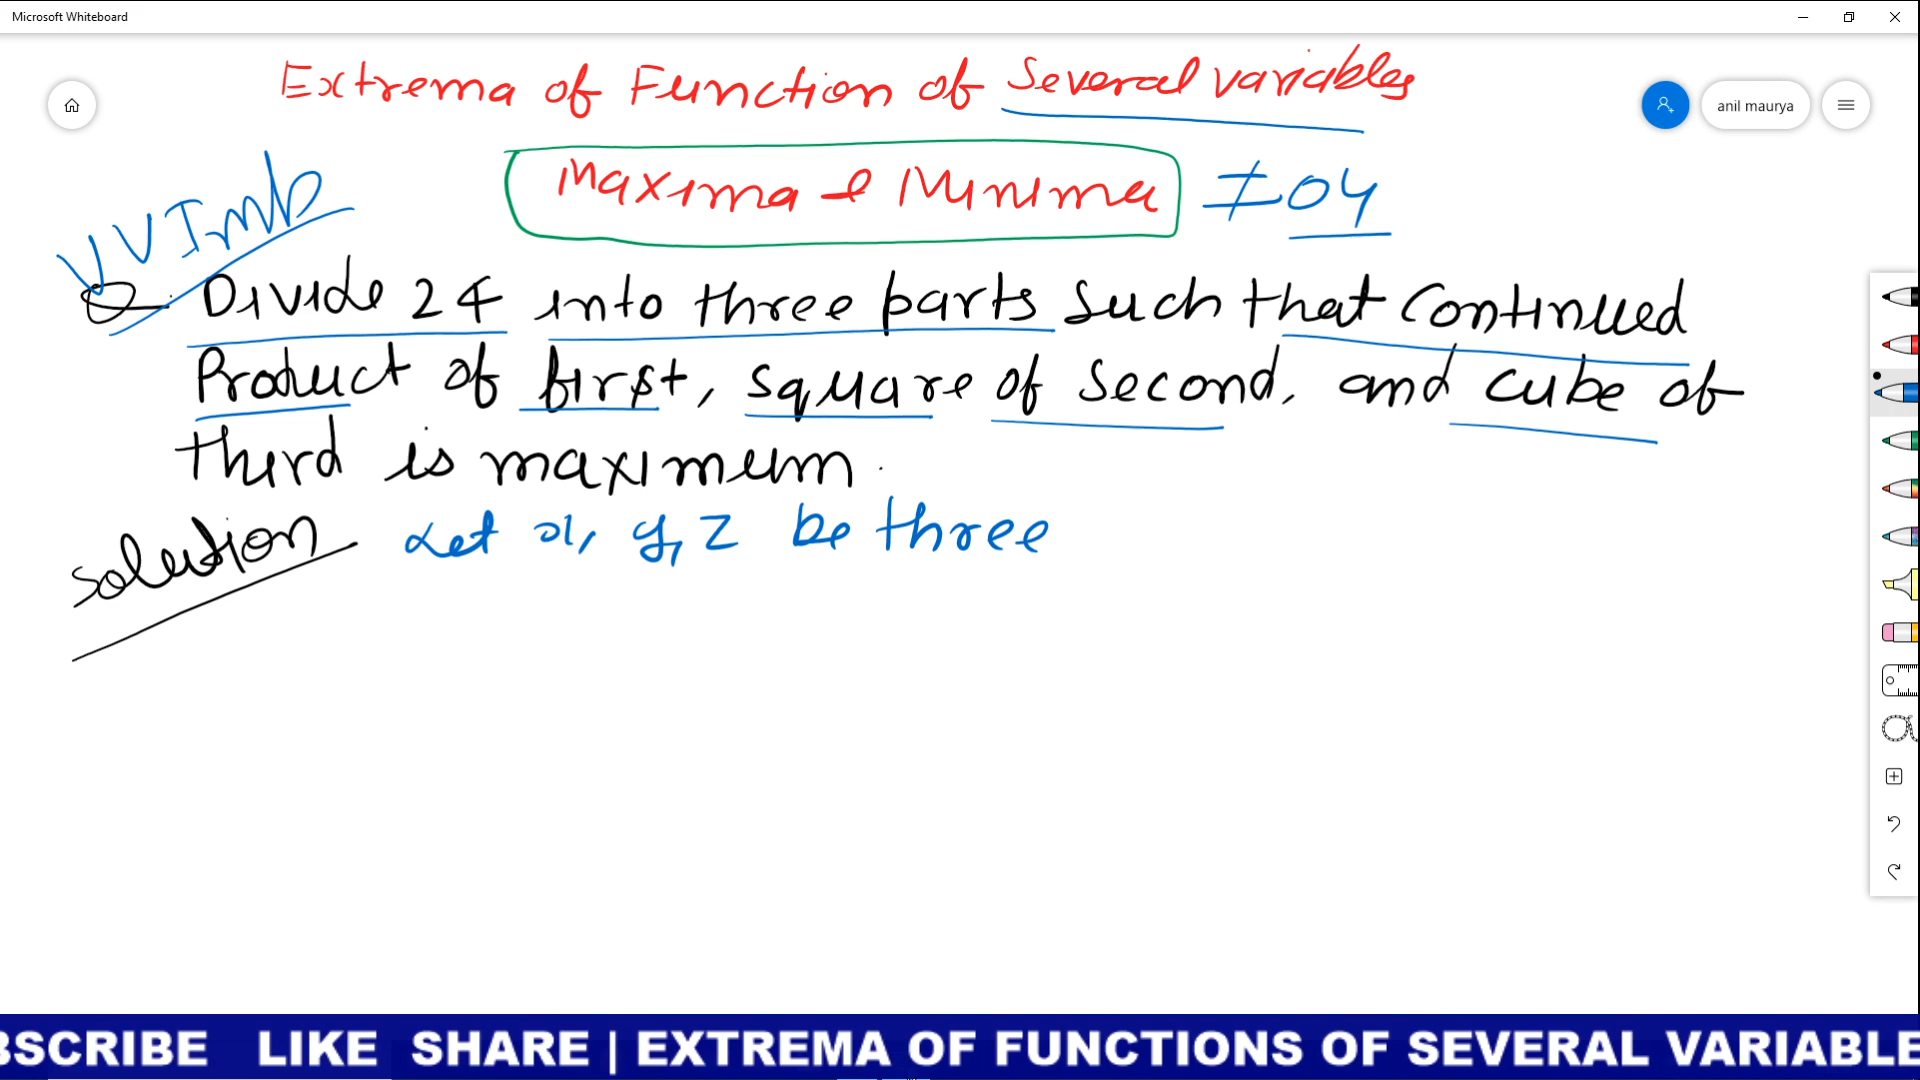 Microsoft Whiteboard
Extrema of Function of Several variables
anil maurya
Maxima & Minima #04
VVImp
Q. Divide 24 into three parts such that continued
Product of first, square of second, and cube of
third is maximum.
Solution Let x, y, z be three
BSCRIBE LIKE SHARE | EXTREMA OF FUNCTIONS OF SEVERAL VARIABLE